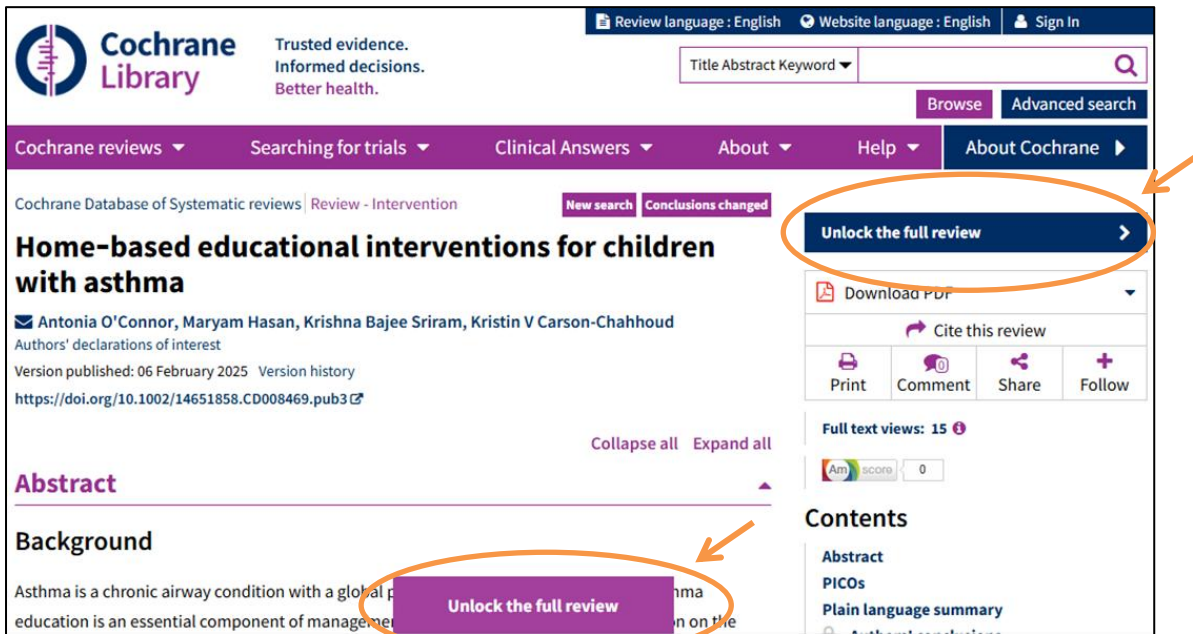 Review language : English
Website language : English
Sign In
Cochrane
Library
Trusted evidence.
Informed decisions.
Better health.
Title Abstract Keyword
Browse
Advanced search
Cochrane reviews
Searching for trials
Clinical Answers
About
Help
About Cochrane
Cochrane Database of Systematic reviews | Review - Intervention
New search
Conclusions changed
Home-based educational interventions for children
with asthma
Antonia O'Connor, Maryam Hasan, Krishna Bajee Sriram, Kristin V Carson-Chahhoud
Authors' declarations of interest
Version published: 06 February 2025 Version history
https://doi.org/10.1002/14651858.CD008469.pub3
Collapse all Expand all
Abstract
Background
Asthma is a chronic airway condition with a global
education is an essential component of on the
Unlock the full review
Unlock the full review
Download PDF
Cite this review
Print
Comment
0
Share
Follow
Full text views: 15
Am score 0
Contents
Abstract
PICOs
Plain language summary